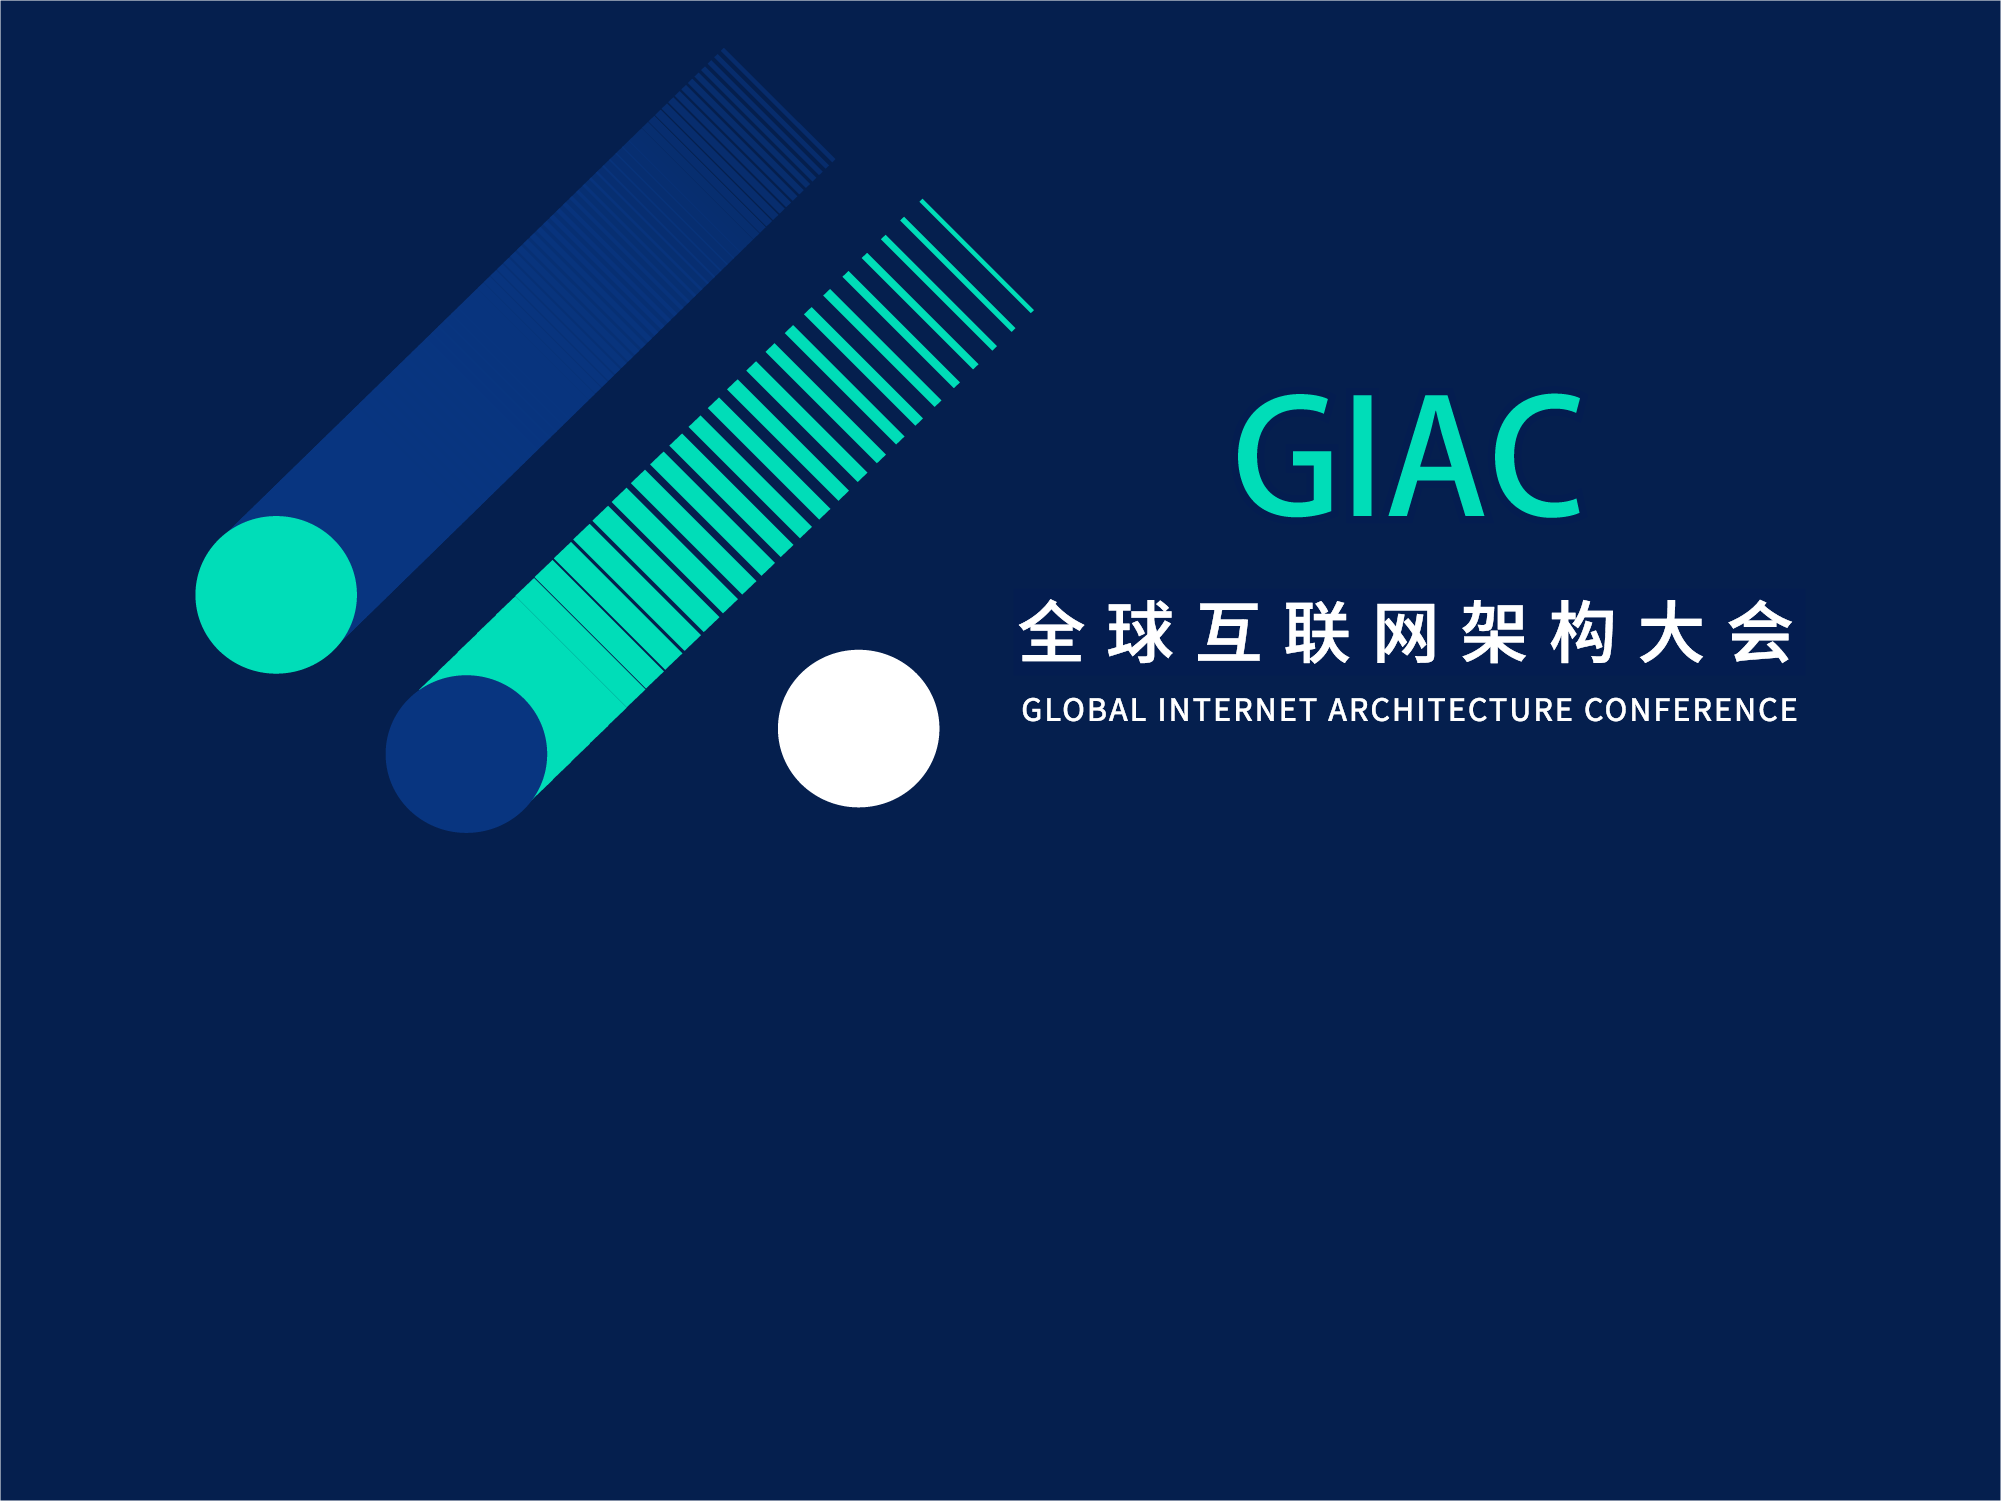 GIAC
全球互联网架构大会
GLOBAL INTERNET ARCHITECTURE CONFERENCE